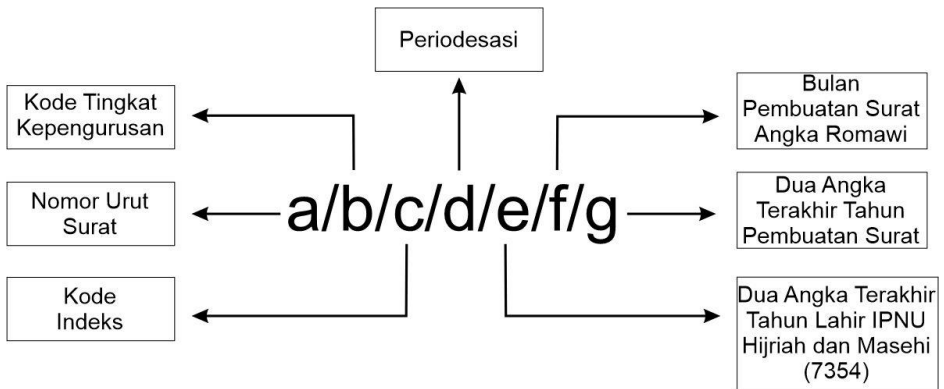 Periodesasi
Kode Tingkat
Kepengurusan
Nomor Urut
Surat
Kode
Indeks
a/b/c/d/e/f/g
Bulan
Pembuatan Surat
Angka Romawi
Dua Angka
Terakhir Tahun
Pembuatan Surat
Dua Angka Terakhir
Tahun Lahir IPNU
Hijriah dan Masehi
(7354)